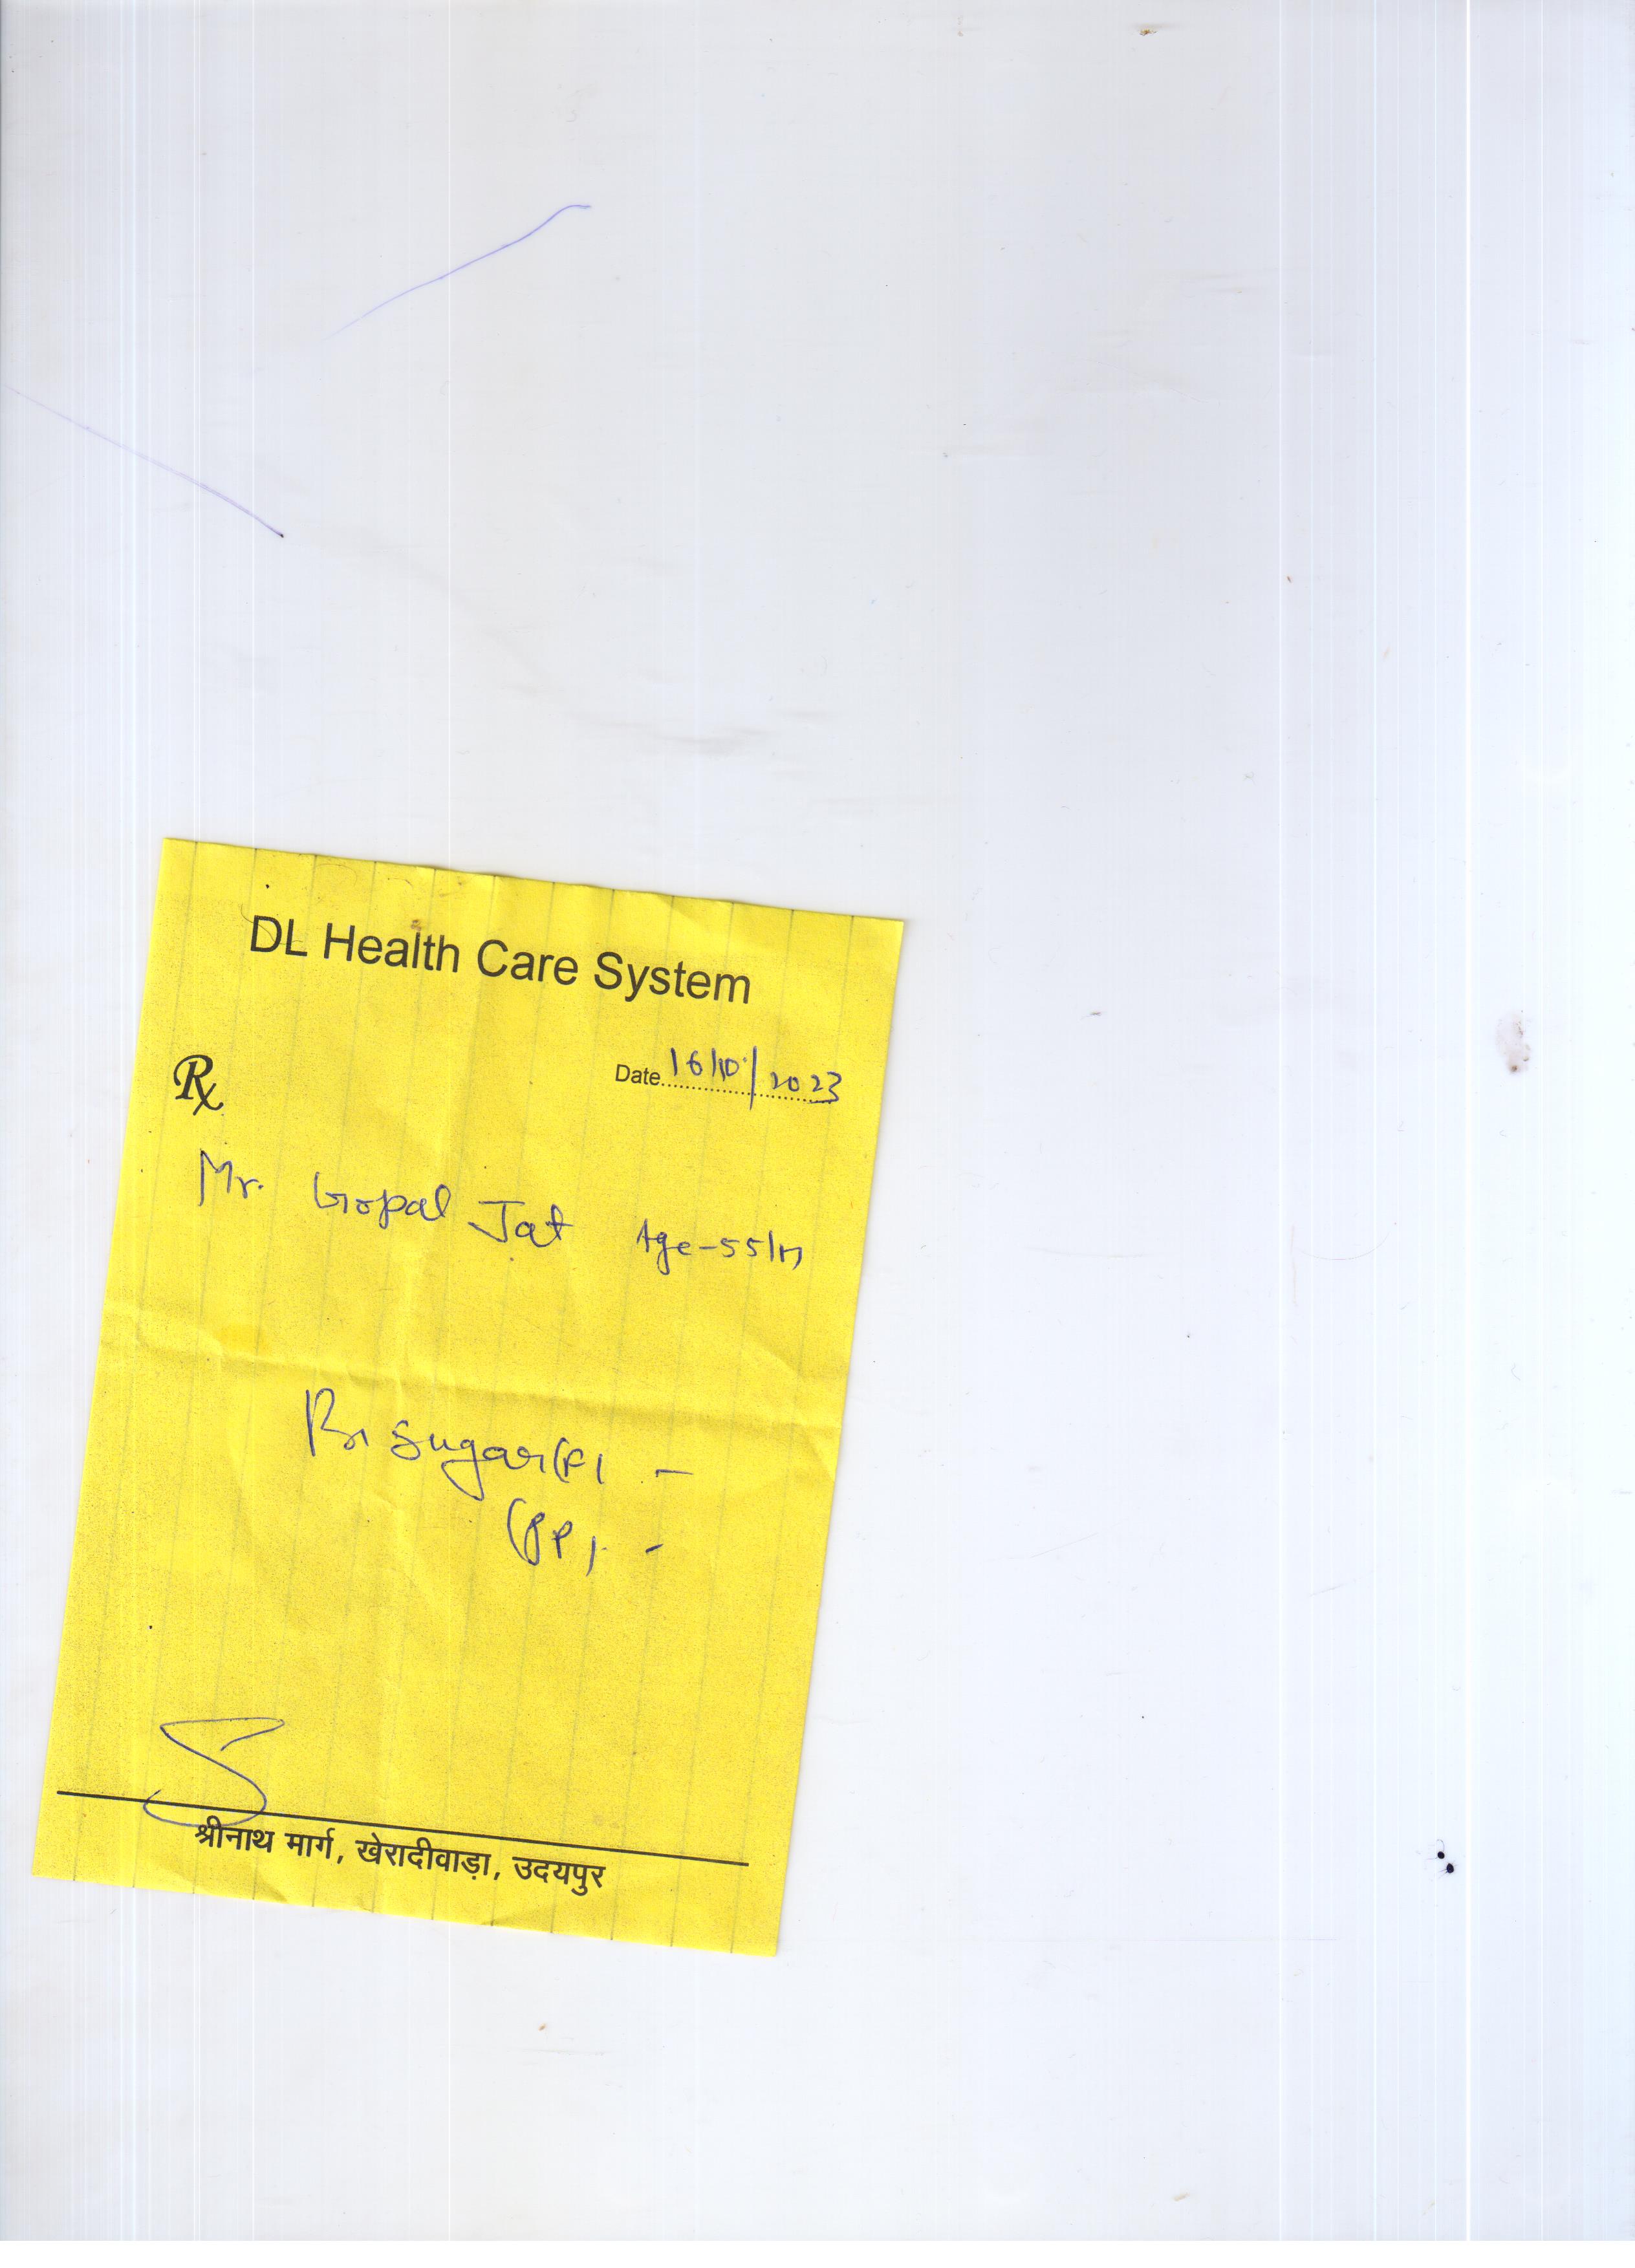 DL Health Care System
Rx
Date 16/10/2023
Mr. Gopal Jat Age-55/M
Bl Sugar (F) -
(PP) -
श्रीनाथ मार्ग, खेरादीवाड़ा, उदयपुर